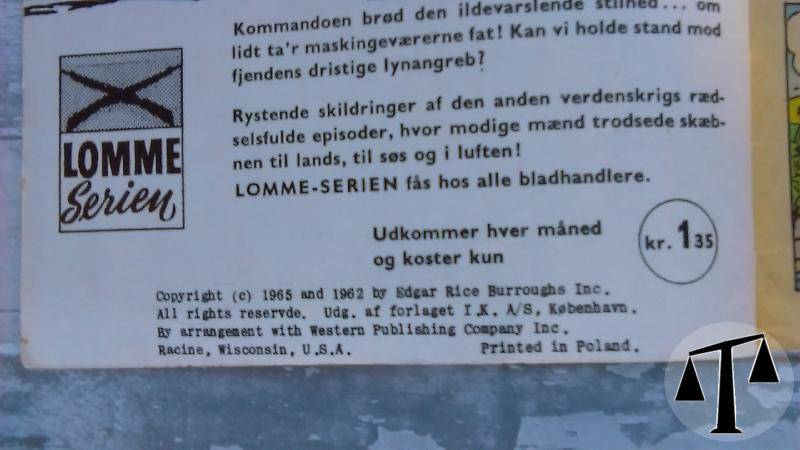 Kommandoen brød den ildevarslende stilhed... om
lidt ta'r maskingeværerne fat! Kan vi holde stand mod
fjendens dristige lynangreb?
Rystende skildringer af den anden verdenskrigs ræd-
selsfulde episoder, hvor modige mænd trodsede skæb-
nen til lands, til søs og i luften!
LOMME-SERIEN fås hos alle bladhandlere.
LOMME
Serien
Udkommer hver måned
og koster kun
kr. 1 35
Copyright (c) 1965 and 1962 by Edgar Rice Burroughs Inc.
All rights reservde. Udg. af forlaget I.K. A/S, København.
By arrangement with Western Publishing Company Inc.
Racine, Wisconsin, U.S.A. Printed in Poland.